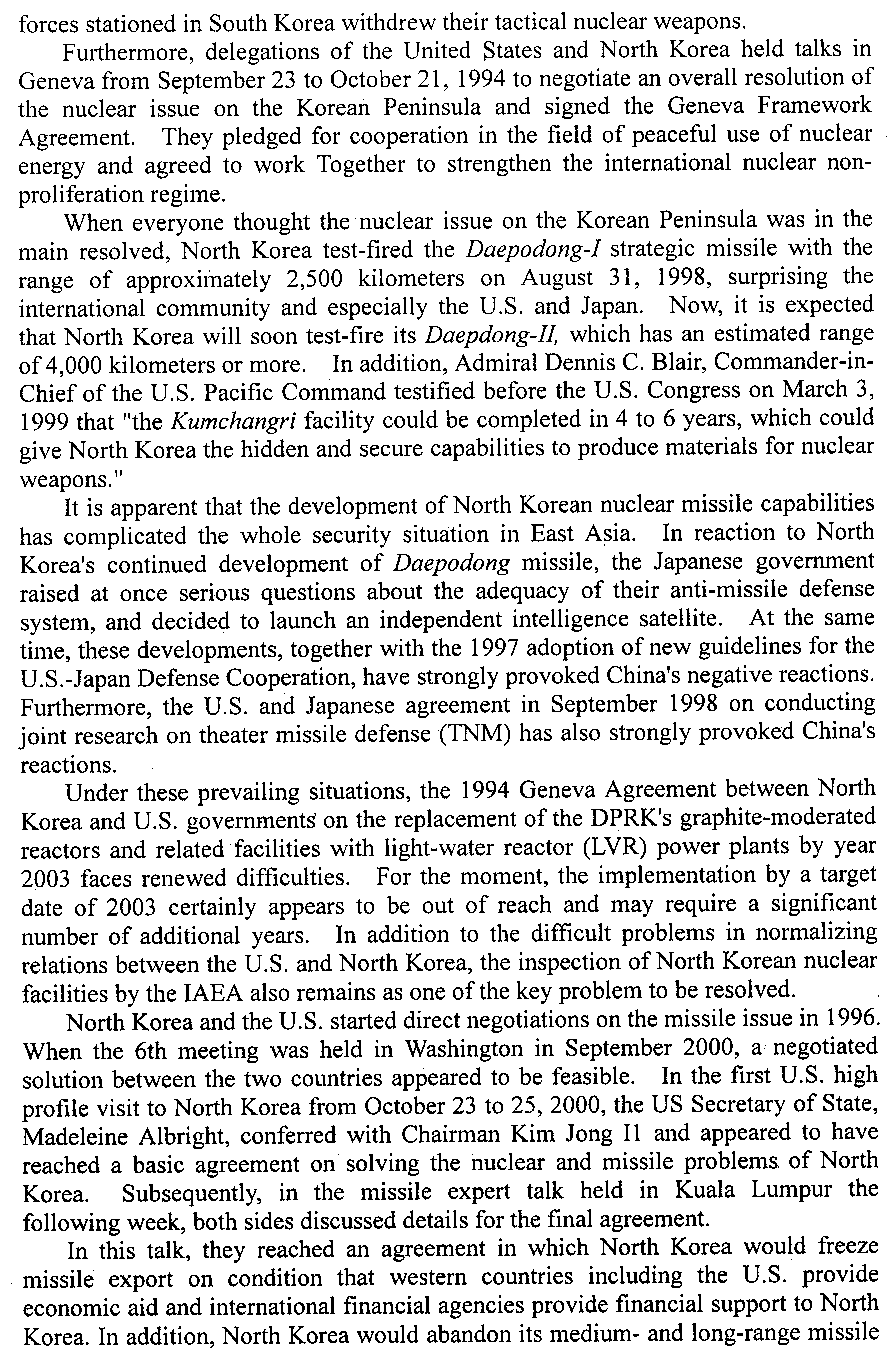 forces stationed in South Korea withdrew their tactical nuclear weapons.
Furthermore, delegations of the United States and North Korea held talks in
Geneva from September 23 to October 21, 1994 to negotiate an overall resolution of
the nuclear issue on the Korean Peninsula and signed the Geneva Framework
Agreement. They pledged for cooperation in the field of peaceful use of nuclear
energy and agreed to work Together to strengthen the international nuclear non-
proliferation regime.
When everyone thought the nuclear issue on the Korean Peninsula was in the
main resolved, North Korea test-fired the Daepodong-I strategic missile with the
range of approximately 2,500 kilometers on August 31, 1998, surprising the
international community and especially the U.S. and Japan. Now, it is expected
that North Korea will soon test-fire its Daepdong-II, which has an estimated range
of 4,000 kilometers or more. In addition, Admiral Dennis C. Blair, Commander-in-
Chief of the U.S. Pacific Command testified before the U.S. Congress on March 3,
1999 that "the Kumchangri facility could be completed in 4 to 6 years, which could
give North Korea the hidden and secure capabilities to produce materials for nuclear
weapons."
It is apparent that the development of North Korean nuclear missile capabilities
has complicated the whole security situation in East Asia. In reaction to North
Korea's continued development of Daepodong missile, the Japanese government
raised at once serious questions about the adequacy of their anti-missile defense
system, and decided to launch an independent intelligence satellite. At the same
time, these developments, together with the 1997 adoption of new guidelines for the
U.S.-Japan Defense Cooperation, have strongly provoked China's negative reactions.
Furthermore, the U.S. and Japanese agreement in September 1998 on conducting
joint research on theater missile defense (TNM) has also strongly provoked China's
reactions.
Under these prevailing situations, the 1994 Geneva Agreement between North
Korea and U.S. governments on the replacement of the DPRK's graphite-moderated
reactors and related facilities with light-water reactor (LVR) power plants by year
2003 faces renewed difficulties. For the moment, the implementation by a target
date of 2003 certainly appears to be out of reach and may require a significant
number of additional years. In addition to the difficult problems in normalizing
relations between the U.S. and North Korea, the inspection of North Korean nuclear
facilities by the IAEA also remains as one of the key problem to be resolved.
North Korea and the U.S. started direct negotiations on the missile issue in 1996.
When the 6th meeting was held in Washington in September 2000, a negotiated
solution between the two countries appeared to be feasible. In the first U.S. high
profile visit to North Korea from October 23 to 25, 2000, the US Secretary of State,
Madeleine Albright, conferred with Chairman Kim Jong Il and appeared to have
reached a basic agreement on solving the nuclear and missile problems of North
Korea. Subsequently, in the missile expert talk held in Kuala Lumpur the
following week, both sides discussed details for the final agreement.
In this talk, they reached an agreement in which North Korea would freeze
missile export on condition that western countries including the U.S. provide
economic aid and international financial agencies provide financial support to North
Korea. In addition, North Korea would abandon its medium- and long-range missile